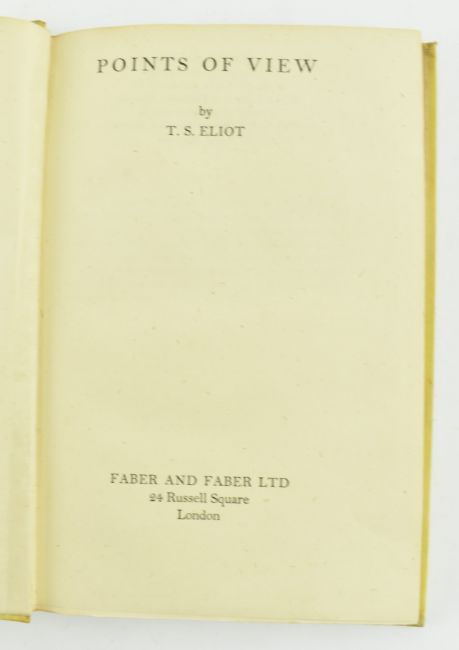 POINTS OF VIEW
by
T. S. ELIOT
FABER AND FABER LTD
24 Russell Square
London